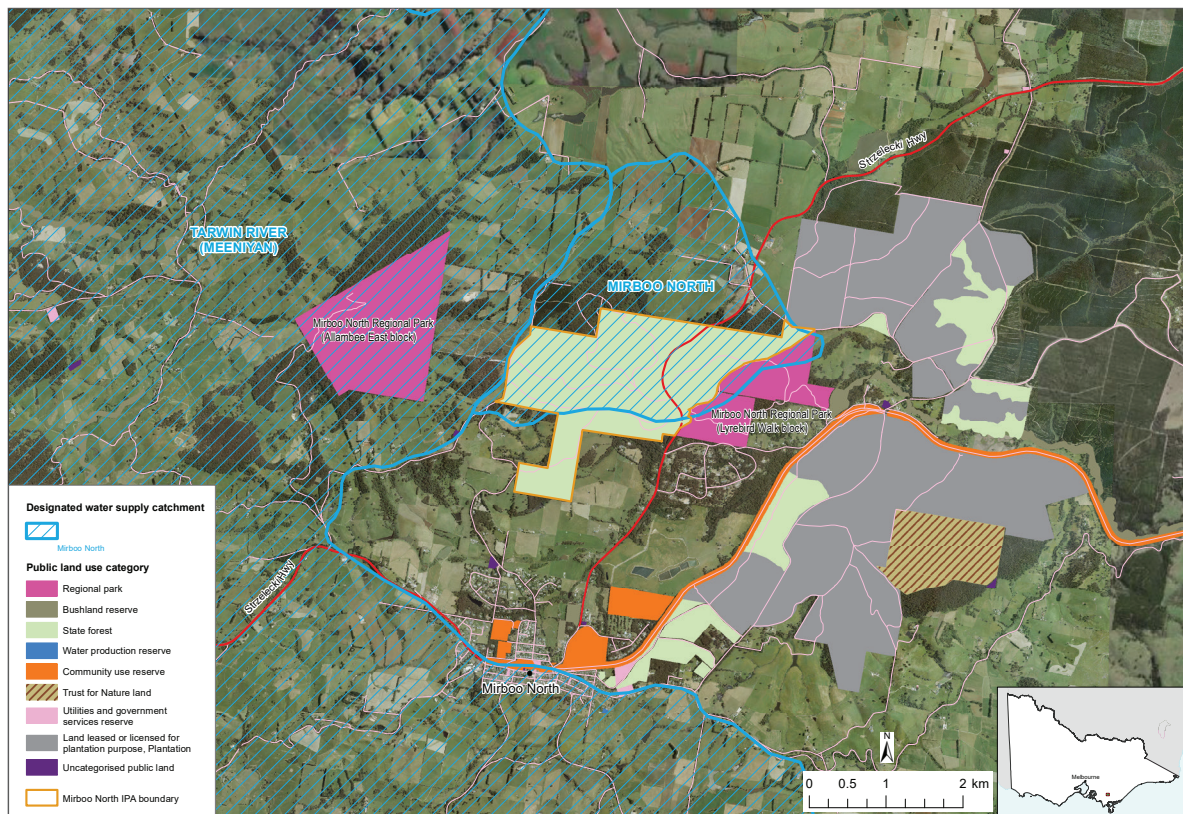 Strzelecki Hwy
TARWIN RIVER
(MEENIYAN)
MIRBOO NORTH
Mirboo North Regional Park
(Allambee East block)
Mirboo North Regional Park
(Lyrebird Walk block)
Strzelecki Hwy
Mirboo North
Designated water supply catchment
Mirboo North
Public land use category
Regional park
Bushland reserve
State forest
Water production reserve
Community use reserve
Trust for Nature land
Utilities and government
services reserve
Land leased or licensed for
plantation purpose, Plantation
Uncategorised public land
Mirboo North IPA boundary
N
0 0.5 1 2 km
Melbourne